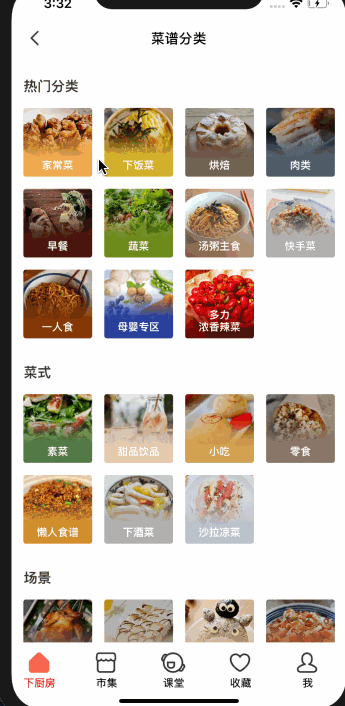 3:32
菜谱分类
热门分类
家常菜
下饭菜
烘焙
肉类
早餐
蔬菜
汤粥主食
快手菜
一人食
母婴专区
多力
浓香辣菜
菜式
素菜
甜品饮品
小吃
零食
懒人食谱
下酒菜
沙拉凉菜
场景
下厨房
市集
课堂
收藏
我